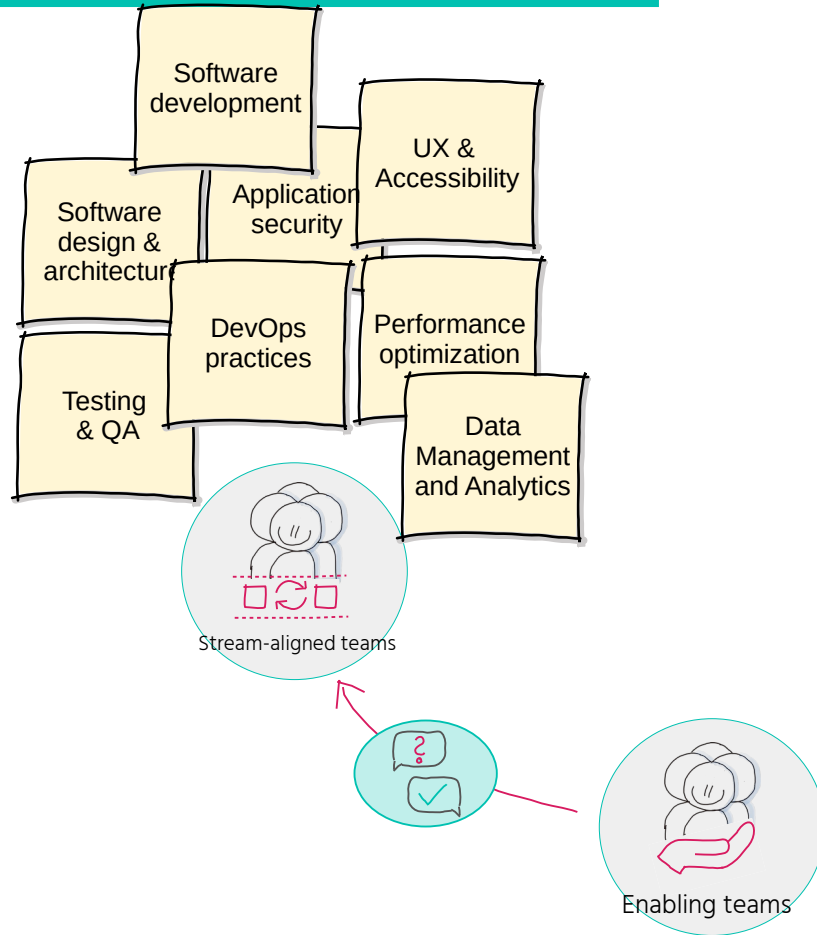 Software
development
UX &
Accessibility
Application
security
Software
design &
architecture
DevOps
practices
Performance
optimization
Testing
& QA
Data
Management
and Analytics
Stream-aligned teams
?
Enabling teams